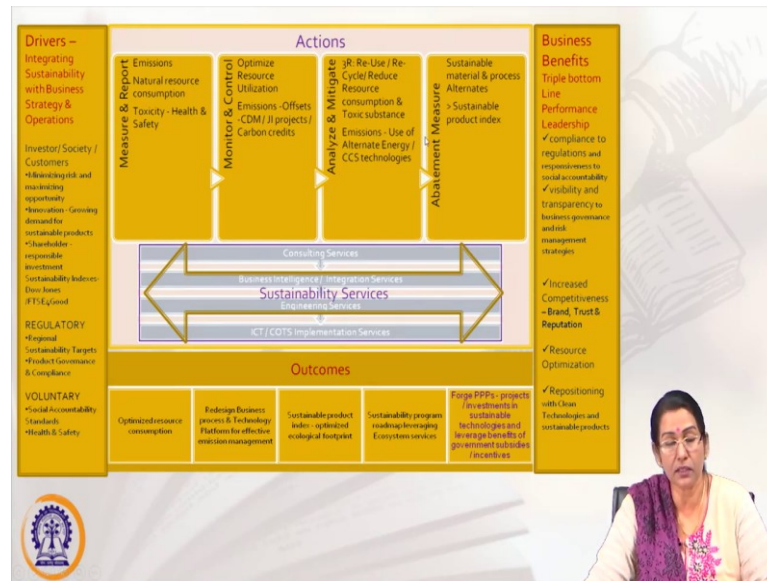 Drivers –
Integrating
Sustainability
with Business
Strategy &
Operations
Investor/ Society /
Customers
•Minimizing risk and
maximizing
opportunity
•Innovation - Growing
demand for
sustainable products
•Shareholder -
responsible
investment
Sustainability Indexes-
Dow Jones
/FTSE4Good
REGULATORY
•Regional
Sustainability Targets
•Product Governance
& Compliance
VOLUNTARY
•Social Accountability
Standards
•Health & Safety
Actions
Measure & Report
Emissions
Natural resource
consumption
Toxicity - Health &
Safety
Monitor & Control
Optimize
Resource
Utilization
Emissions -Offsets
-CDM / JI projects /
Carbon credits
Analyze & Mitigate
3R: Re-Use / Re-
Cycle/ Reduce
Resource
consumption &
Toxic substance
Emissions - Use of
Alternate Energy /
CCS technologies
Abatement Measure
Sustainable
material & process
Alternates
> Sustainable
product index
Consulting Services
Business Intelligence / Integration Services
Sustainability Services
Engineering Services
ICT / COTS Implementation Services
Outcomes
Optimized resource
consumption
Redesign Business
process & Technology
Platform for effective
emission management
Sustainable product
index - optimized
ecological footprint
Sustainability program
roadmap leveraging
Ecosystem services
Forge PPPs - projects
/ investments in
sustainable
technologies and
leverage benefits of
government subsidies
/ incentives
Business
Benefits
Triple bottom
Line
Performance
Leadership
✓compliance to
regulations and
responsiveness to
social accountability
✓visibility and
transparency to
business governance
and risk
management
strategies
✓Increased
Competitiveness
– Brand, Trust &
Reputation
✓Resource
Optimization
✓Repositioning
with Clean
Technologies and
sustainable products